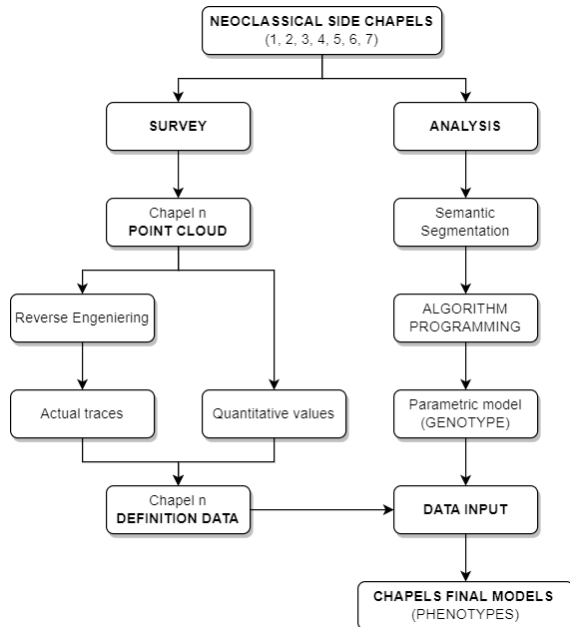 NEOCLASSICAL SIDE CHAPELS
(1, 2, 3, 4, 5, 6, 7)
SURVEY
ANALYSIS
Chapel n
POINT CLOUD
Semantic
Segmentation
Reverse Engeniering
ALGORITHM
PROGRAMMING
Actual traces
Quantitative values
Parametric model
(GENOTYPE)
Chapel n
DEFINITION DATA
DATA INPUT
CHAPELS FINAL MODELS
(PHENOTYPES)